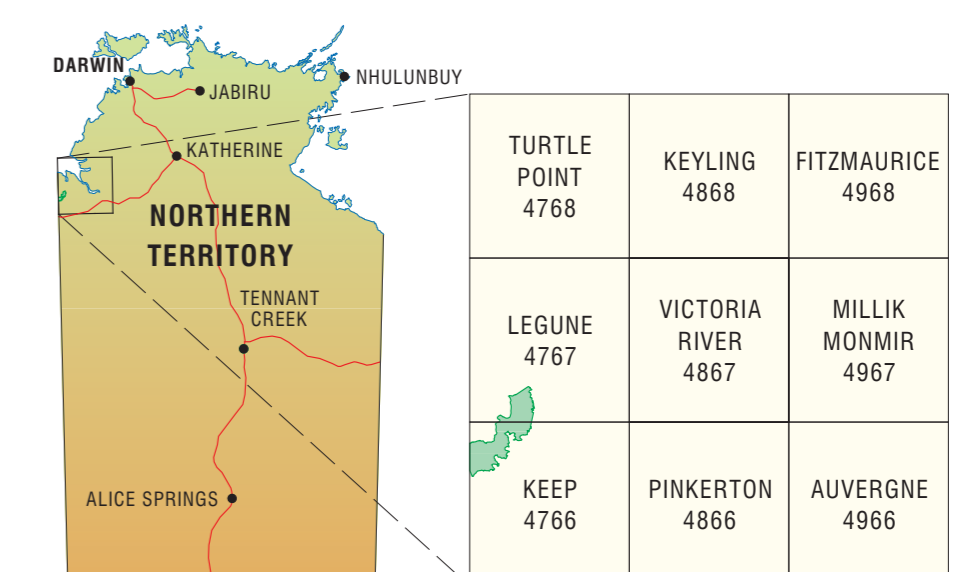 DARWIN
NHULUNBUY
JABIRU
KATHERINE
NORTHERN
TERRITORY
TENNANT
CREEK
ALICE SPRINGS
TURTLE
POINT
4768
KEYLING
4868
FITZMAURICE
4968
LEGUNE
4767
VICTORIA
RIVER
4867
MILLIK
MONMIR
4967
KEEP
4766
PINKERTON
4866
AUVERGNE
4966